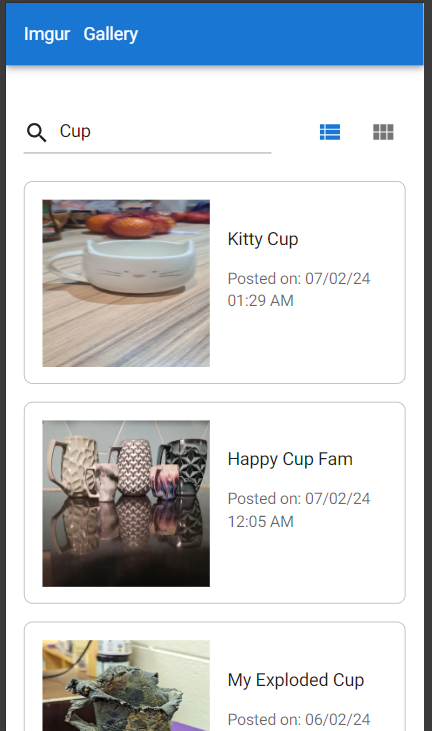 Imgur Gallery
Cup
Kitty Cup
Posted on: 07/02/24
01:29 AM
Happy Cup Fam
Posted on: 07/02/24
12:05 AM
My Exploded Cup
Posted on: 06/02/24